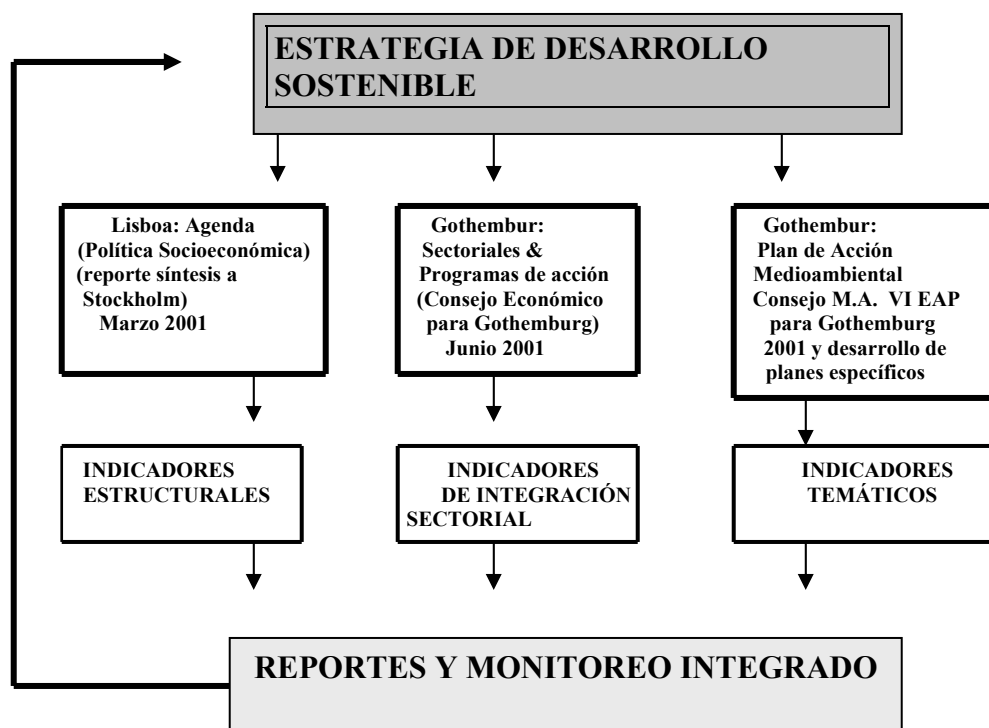 ESTRATEGIA DE DESARROLLO
SOSTENIBLE
Lisboa: Agenda
(Política Socioeconómica)
(reporte síntesis a
Stockholm)
Marzo 2001
Gothembur:
Sectoriales &
Programas de acción
(Consejo Económico
para Gothemburg)
Junio 2001
Gothembur:
Plan de Acción
Medioambiental
Consejo M.A. VI EAP
para Gothemburg
2001 y desarrollo de
planes específicos
INDICADORES
ESTRUCTURALES
INDICADORES
DE INTEGRACIÓN
SECTORIAL
INDICADORES
TEMÁTICOS
REPORTES Y MONITOREO INTEGRADO